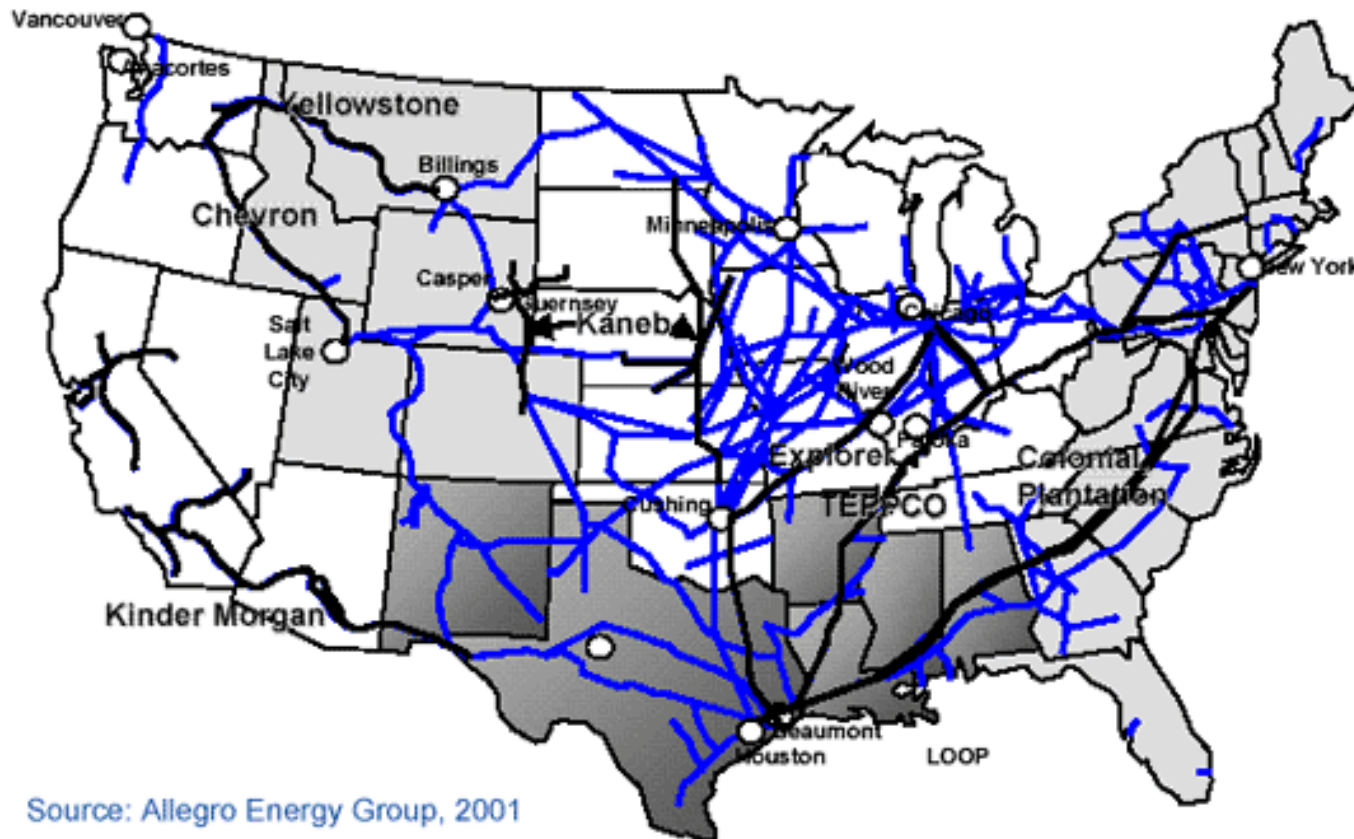 Vancouver
Anacortes
Yellowstone
Billings
Chevron
Minneapolis
Casper
Guernsey
Kaneb
Salt
Lake
City
Chicago
New York
Wood
River
Patoka
Explorer
Colonial
Plantation
TEPPCO
Cushing
Kinder Morgan
Beaumont
Houston
LOOP
Source: Allegro Energy Group, 2001